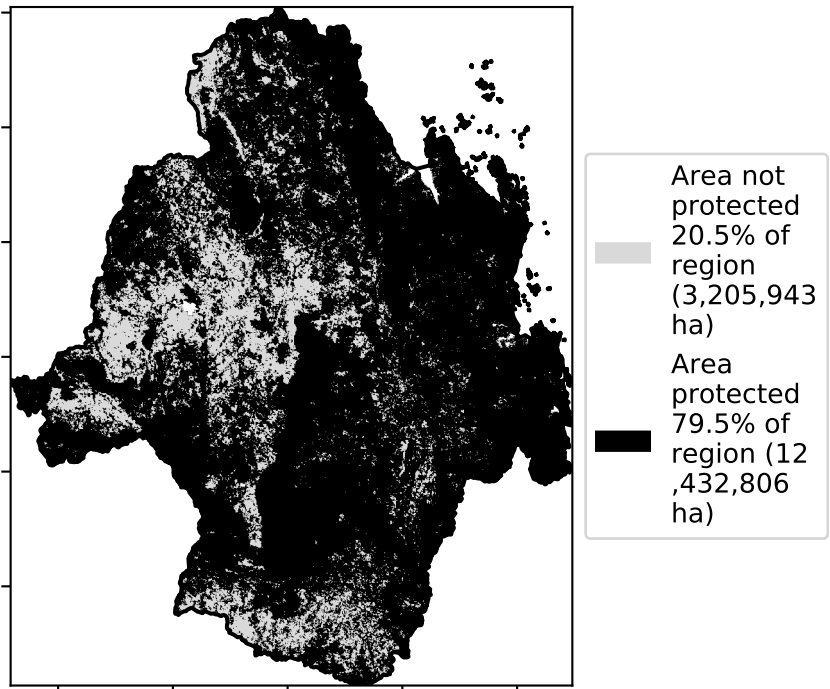 Area not
protected
20.5% of
region
(3,205,943
ha)
Area
protected
79.5% of
region (12
,432,806
ha)